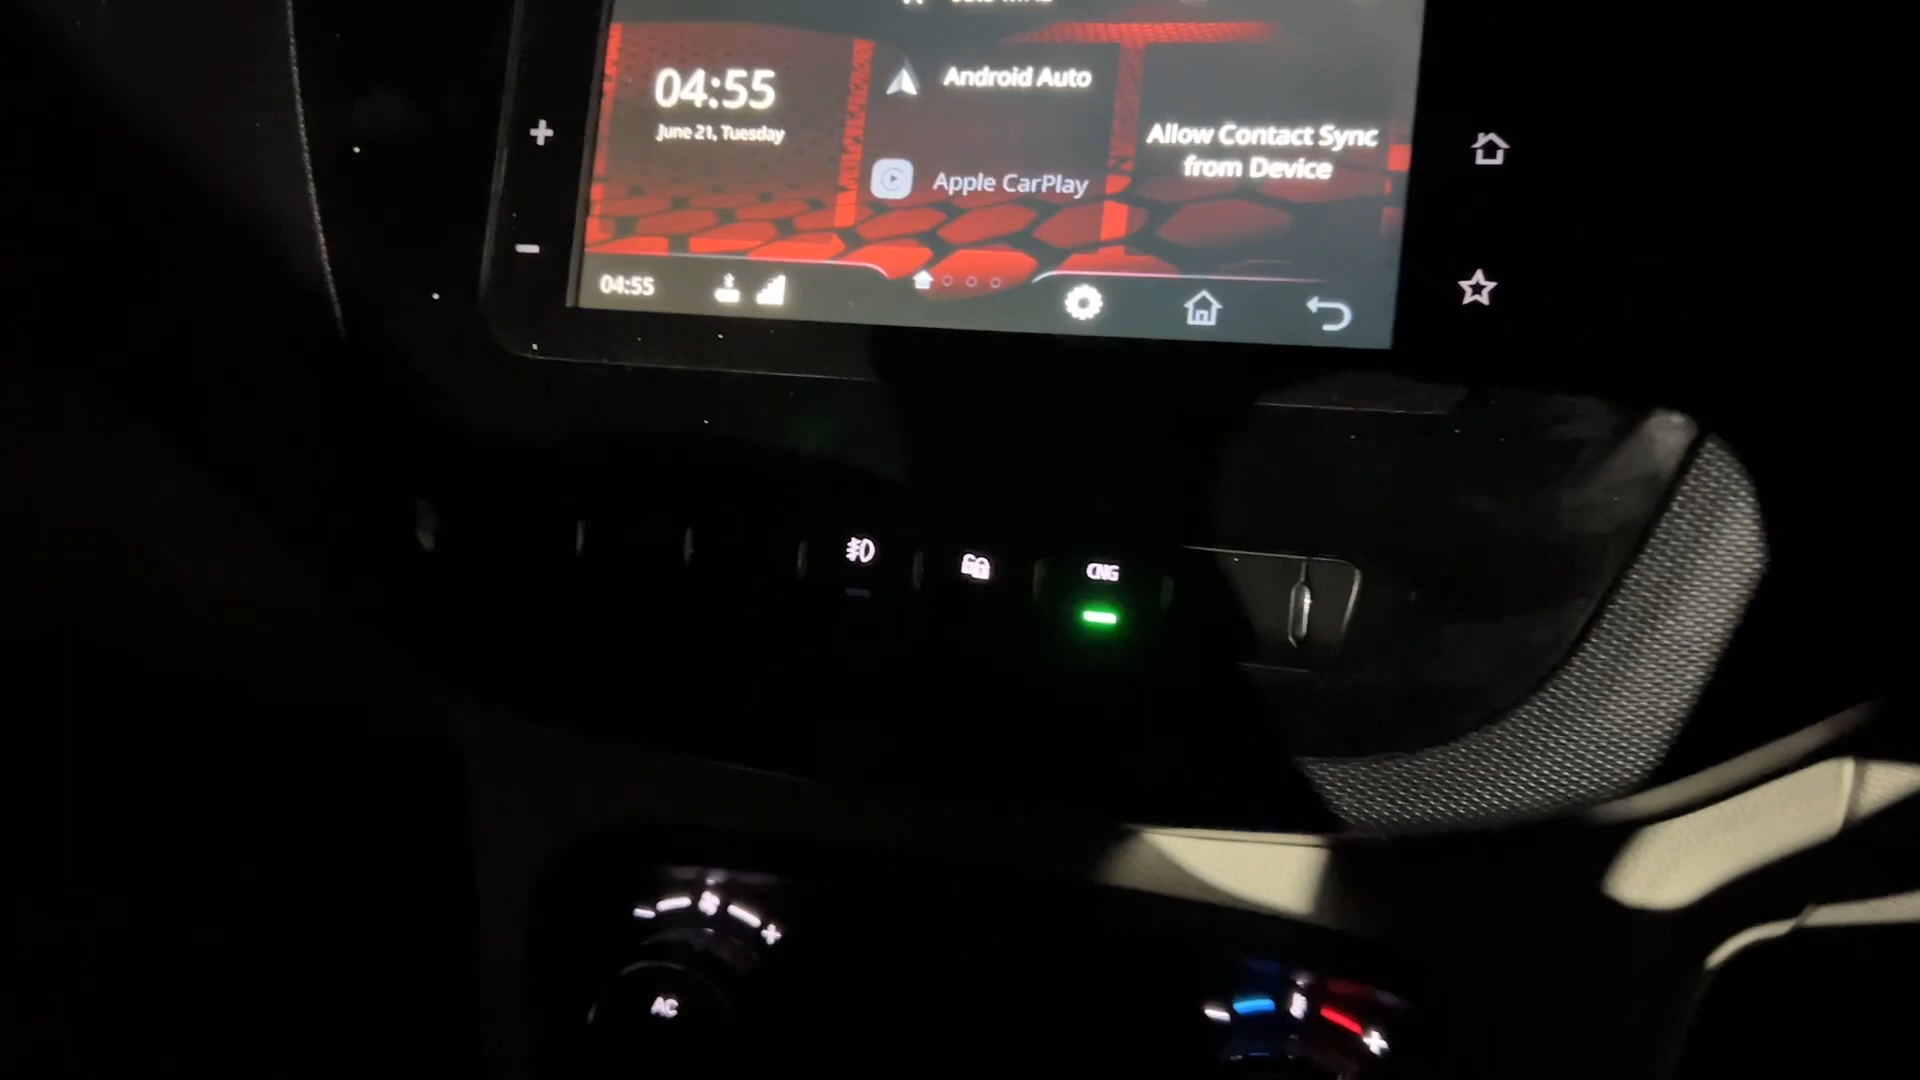 04:55
June 21, Tuesday
Android Auto
Apple CarPlay
Allow Contact Sync
from Device
04:55
CNG
AC